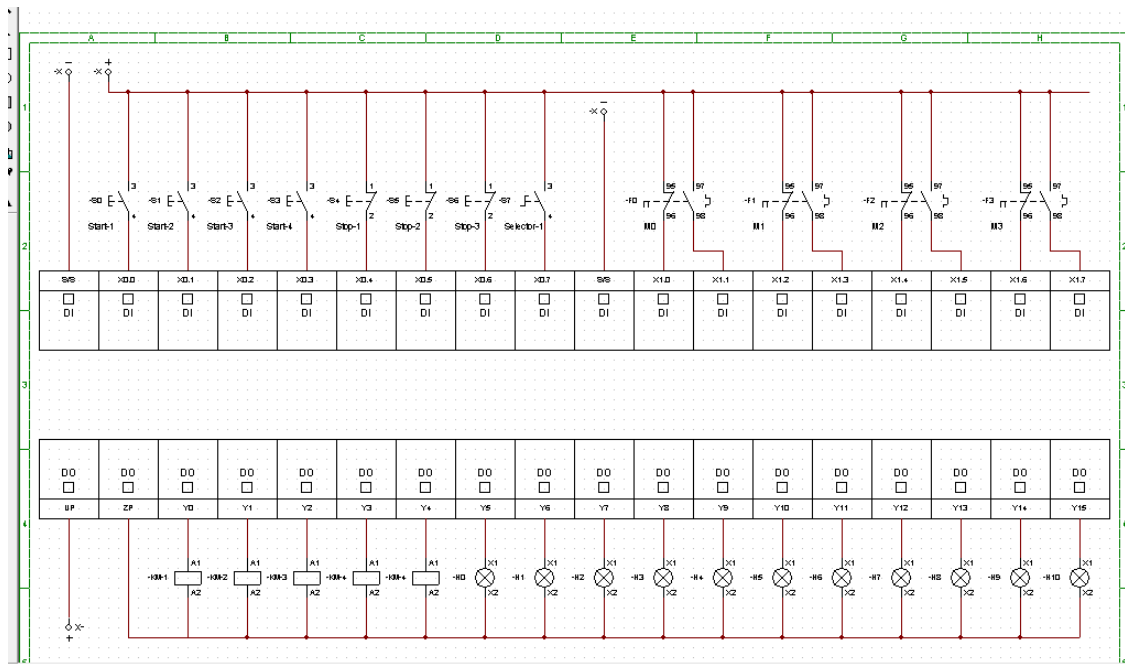 A B C D E F G H
-X − -X +
1 -X − 1
3 3 3 3 1 1 1 3 95 97 95 97 95 97 95 97
-S0 -S1 -S2 -S3 -S4 -S5 -S6 -S7 -F0 -F1 -F2 -F3
4 4 4 4 2 2 2 4 96 98 96 98 96 98 96 98
Start-1 Start-2 Start-3 Start-4 Stop-1 Stop-2 Stop-3 Selector-1 M0 M1 M2 M3
2 2
S/S X0.0 X0.1 X0.2 X0.3 X0.4 X0.5 X0.6 X0.7 S/S X1.0 X1.1 X1.2 X1.3 X1.4 X1.5 X1.6 X1.7
DI DI DI DI DI DI DI DI DI DI DI DI DI DI DI DI DI DI
3 3
DO DO DO DO DO DO DO DO DO DO DO DO DO DO DO DO DO DO
UP ZP Y0 Y1 Y2 Y3 Y4 Y5 Y6 Y7 Y8 Y9 Y10 Y11 Y12 Y13 Y14 Y15
4 4
A1 A1 A1 A1 A1 X1 X1 X1 X1 X1 X1 X1 X1 X1 X1 X1
-KM-1 -KM-2 -KM-3 -KM-4 -KM-4 -H0 -H1 -H2 -H3 -H4 -H5 -H6 -H7 -H8 -H9 -H10
A2 A2 A2 A2 A2 X2 X2 X2 X2 X2 X2 X2 X2 X2 X2 X2
X-
+